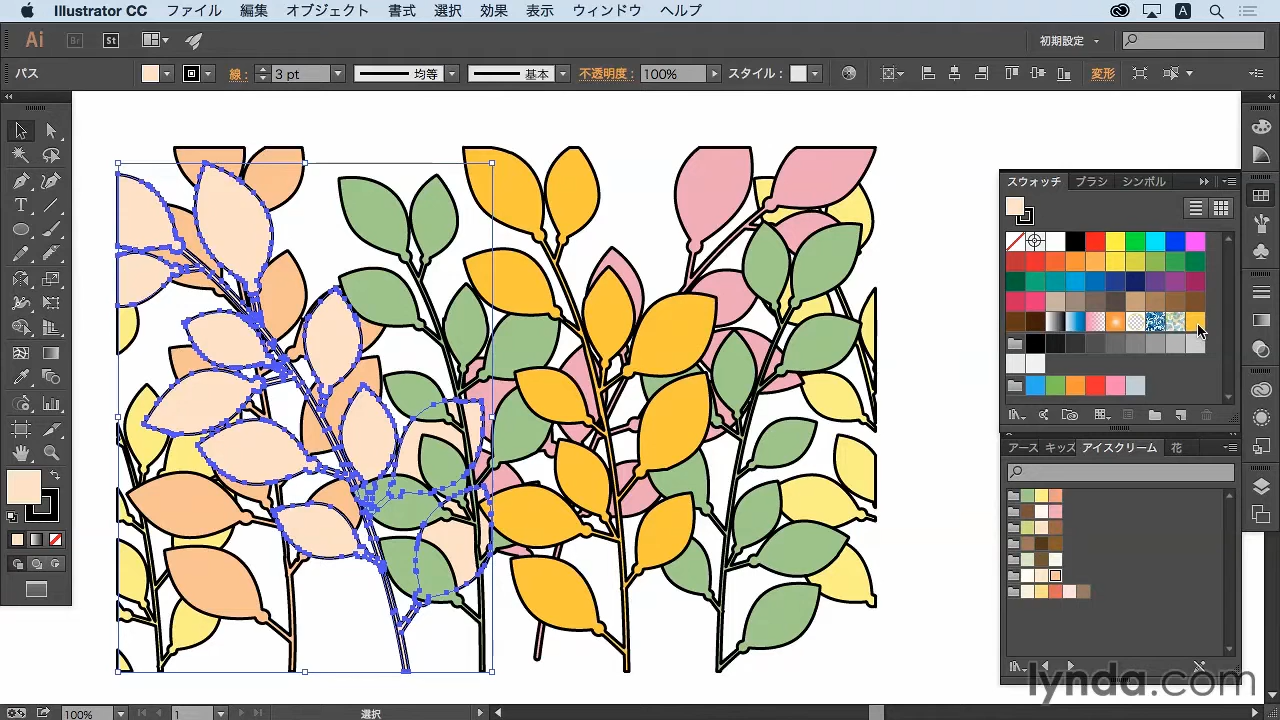 Illustrator CC ファイル 編集 オブジェクト 書式 選択 効果 表示 ウィンドウ ヘルプ A
Ai Br St 初期設定
パス 線 : 3 pt 均等 基本 不透明度 : 100% スタイル : 変形
スウォッチ ブラシ シンボル
T
アース キッズ アイスクリーム 花
lynda.com
100% 1 選択